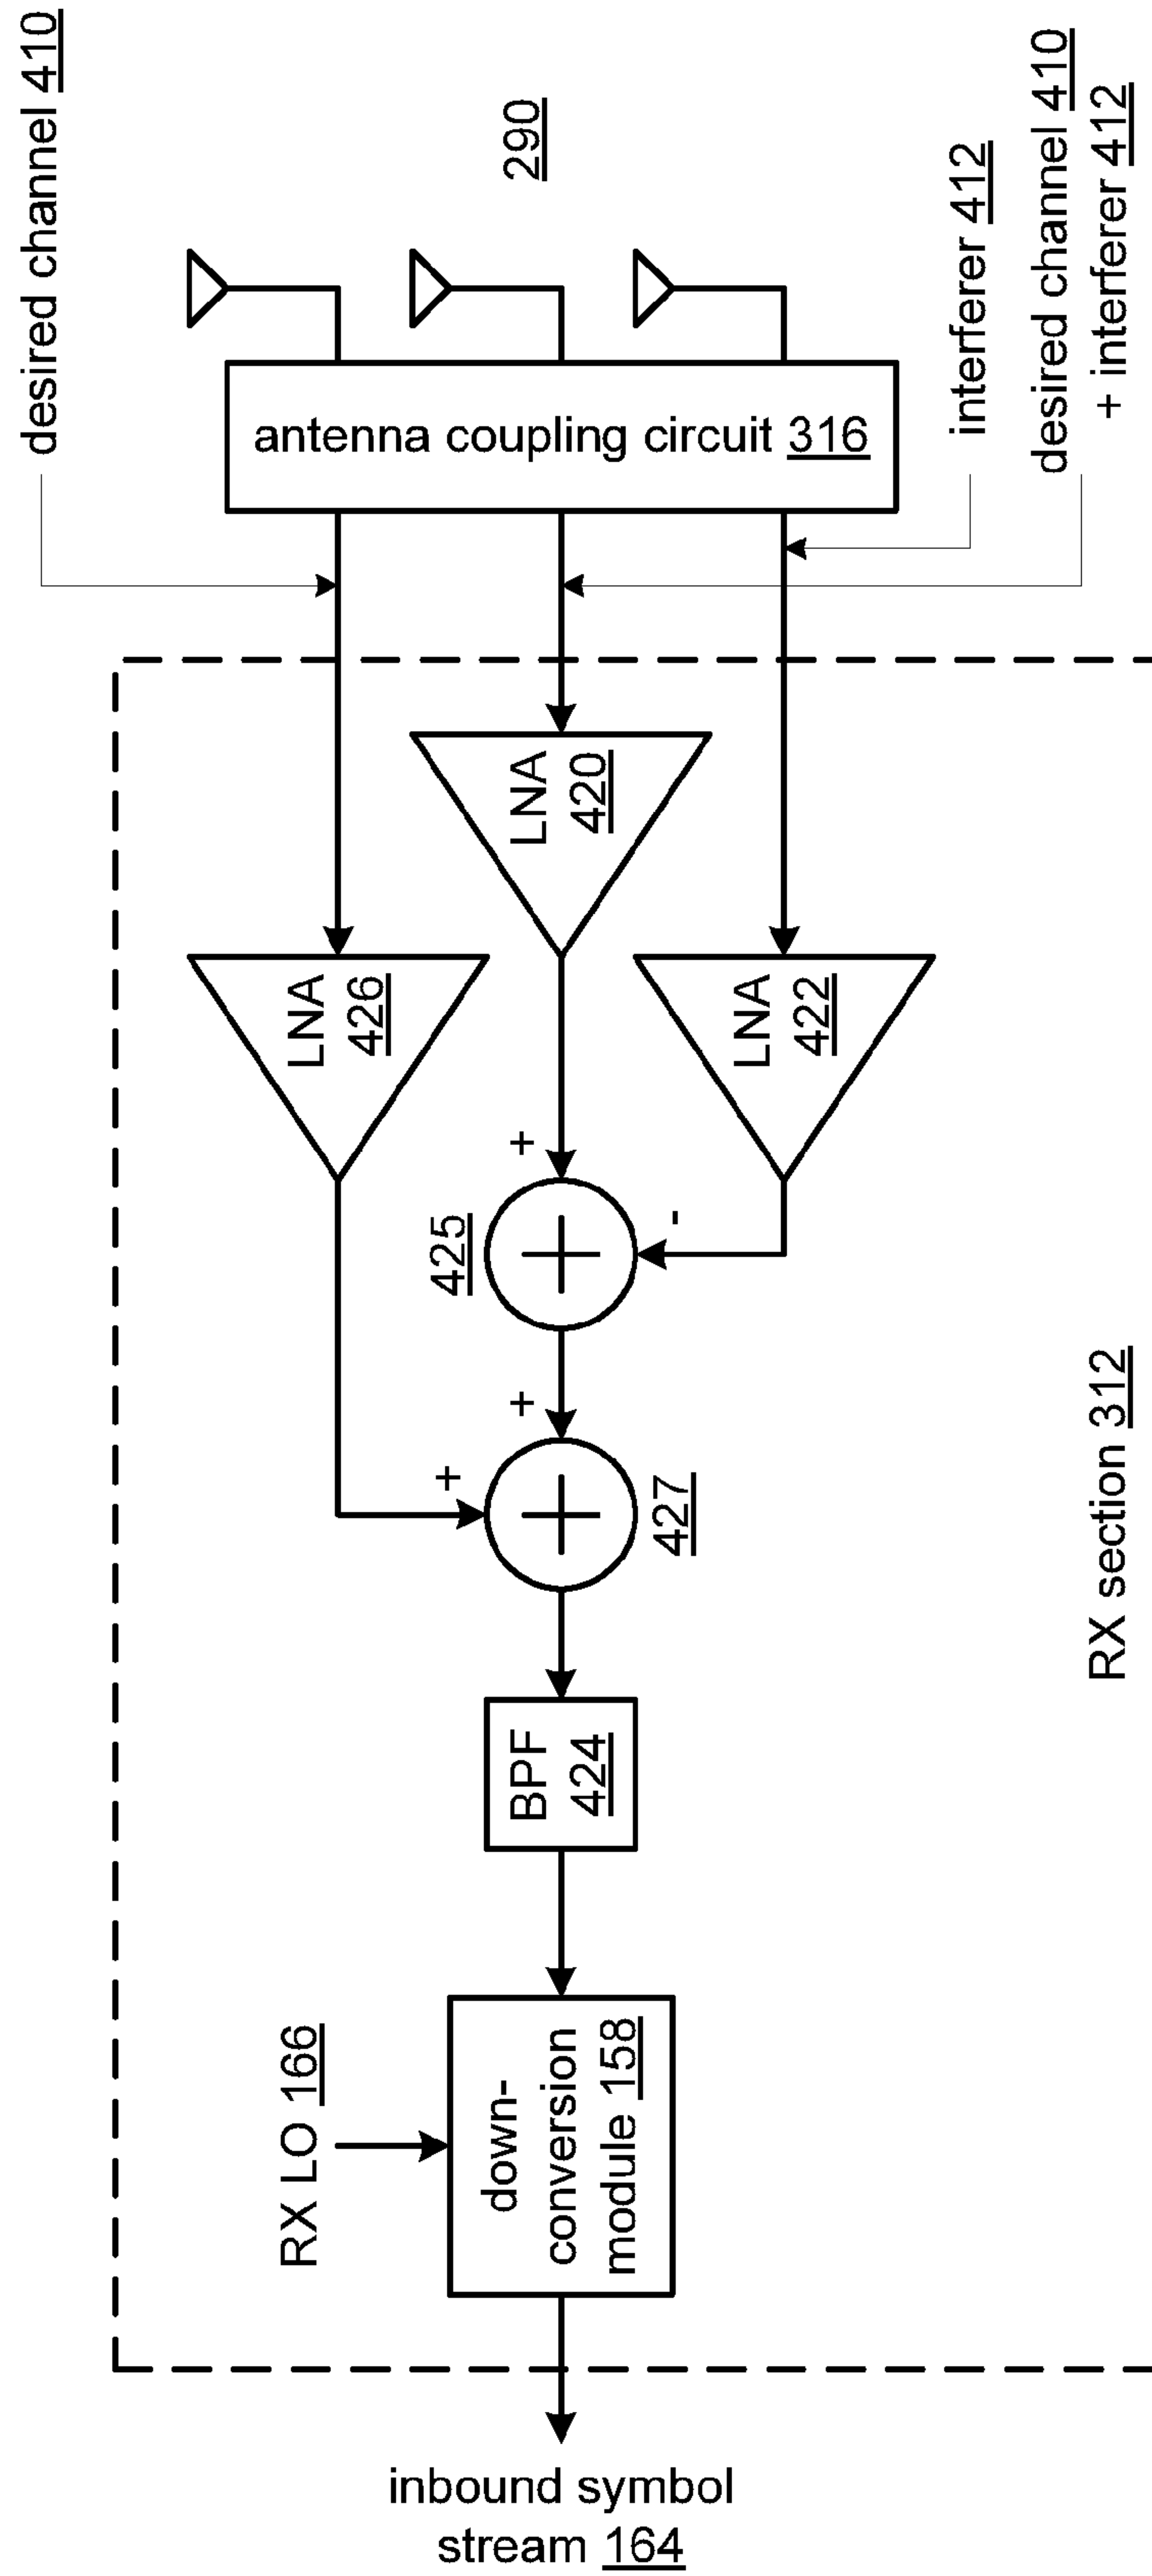 desired channel 410
290
antenna coupling circuit 316
interferer 412
desired channel 410
+ interferer 412
LNA
426
LNA
420
LNA
422
+
425
-
+
+
427
BPF
424
RX LO 166
down-
conversion
module 158
RX section 312
inbound symbol
stream 164